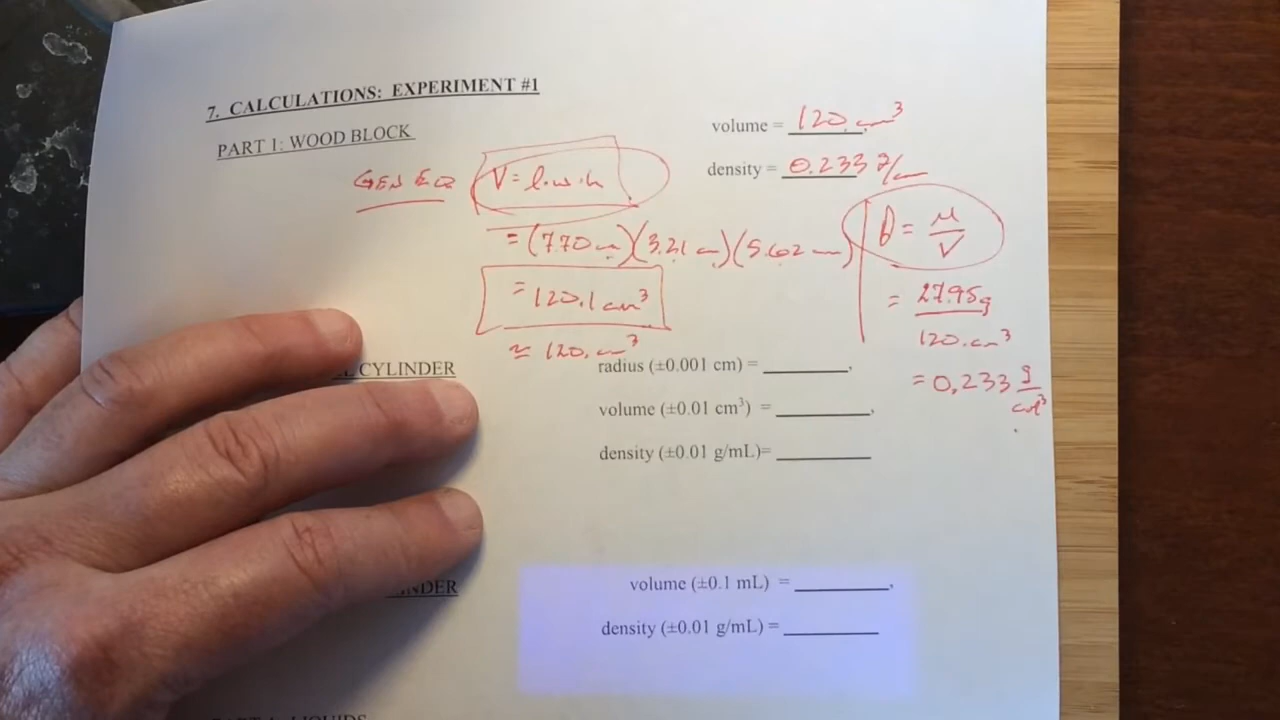 7. CALCULATIONS: EXPERIMENT #1
PART 1: WOOD BLOCK
volume = 120. cm³
density = 0.233 g/cm
GEN EQ V = l·w·h
= (7.70 cm)(3.21 cm)(5.62 cm)
= 120.1 cm³
≈ 120. cm³
D = M/V
= 27.95g/120. cm³
= 0.233 g/cm³
CYLINDER
radius (±0.001 cm) = ________.
volume (±0.01 cm³) = ________.
density (±0.01 g/mL)= ________
volume (±0.1 mL) = ________.
density (±0.01 g/mL) = ________